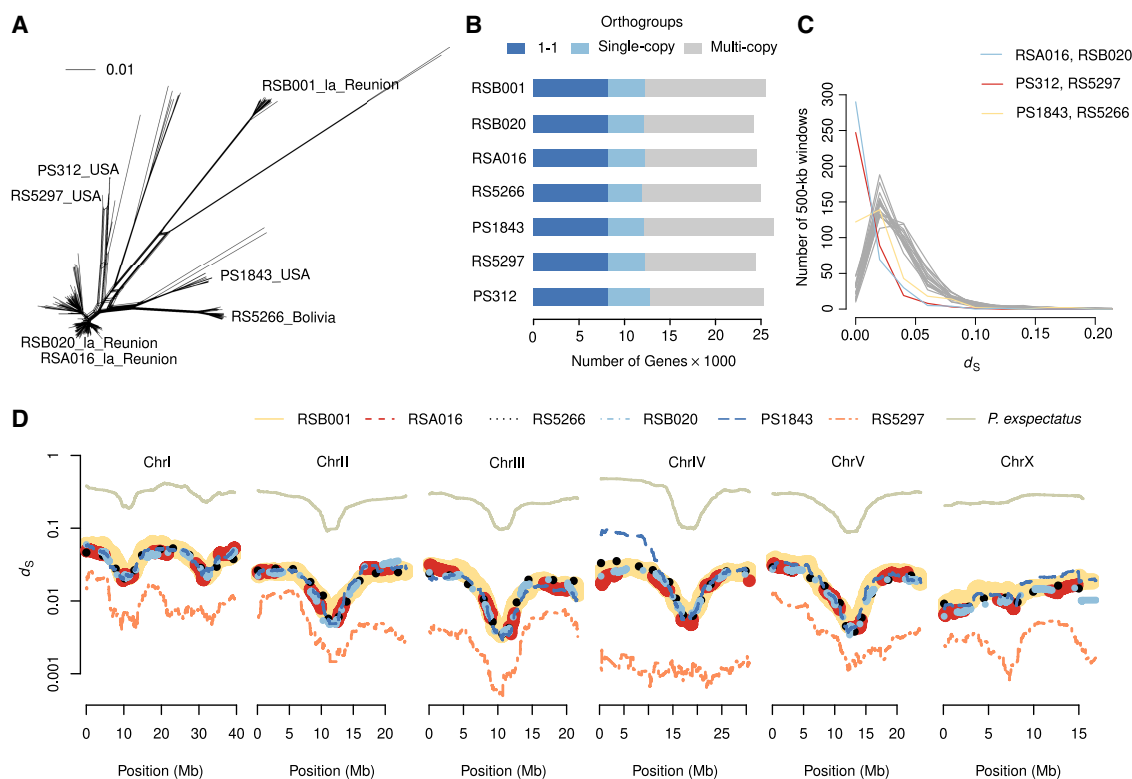 A
0.01
RSB001_la_Reunion
PS312_USA
RS5297_USA
PS1843_USA
RS5266_Bolivia
RSB020_la_Reunion
RSA016_la_Reunion
B
Orthogroups
1-1 Single-copy Multi-copy
RSB001
RSB020
RSA016
RS5266
PS1843
RS5297
PS312
0 5 10 15 20 25
Number of Genes × 1000
C
RSA016, RSB020
PS312, RS5297
PS1843, RS5266
Number of 500-kb windows
300
250
200
150
100
50
0
0.00 0.05 0.10 0.15 0.20
dS
D
RSB001 RSA016 RS5266 RSB020 PS1843 RS5297 P. exspectatus
ChrI ChrII ChrIII ChrIV ChrV ChrX
dS
1
0.1
0.01
0.001
0 10 20 30 40
0 5 10 15 20
0 5 10 15 20
0 5 10 15 20 25 30
0 5 10 15 20
0 5 10 15
Position (Mb) Position (Mb) Position (Mb) Position (Mb) Position (Mb) Position (Mb)